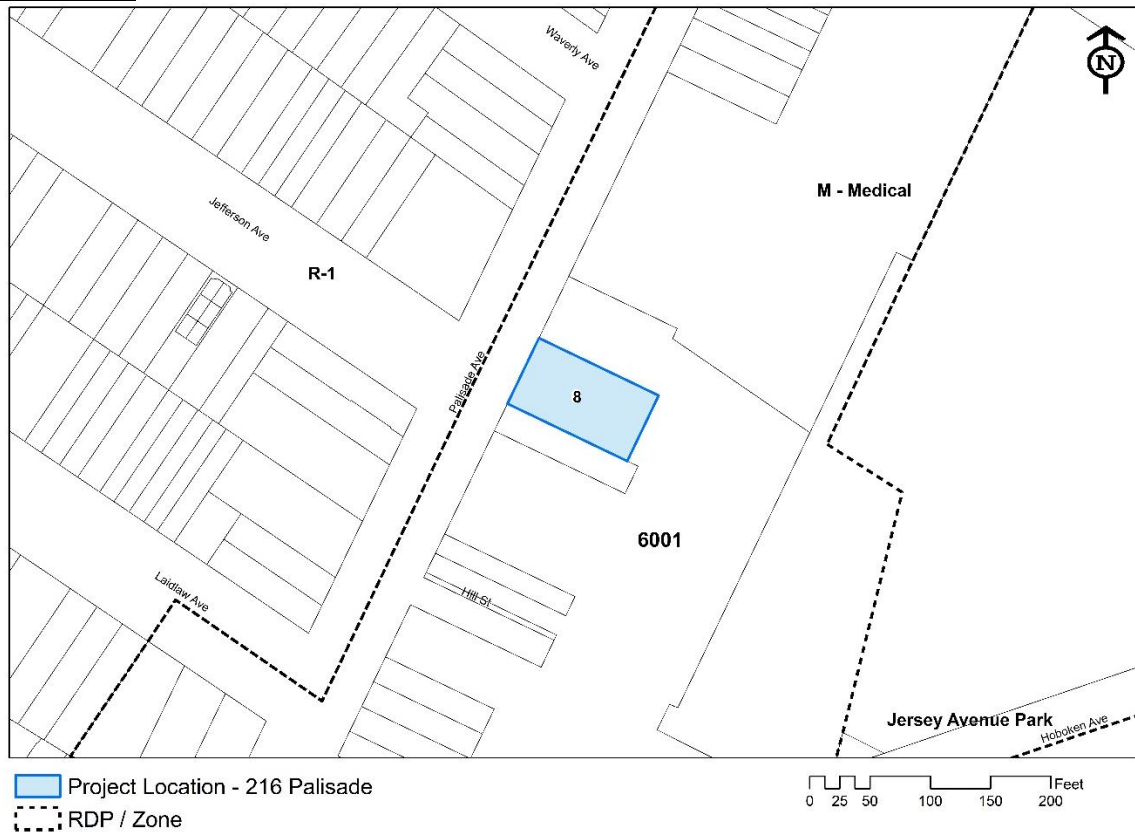 Waverly Ave
N
M - Medical
Jefferson Ave
R-1
Palisade Ave
8
6001
Laidlaw Ave
Hill St
Jersey Avenue Park
Hoboken Ave
Project Location - 216 Palisade
RDP / Zone
Feet
0 25 50 100 150 200